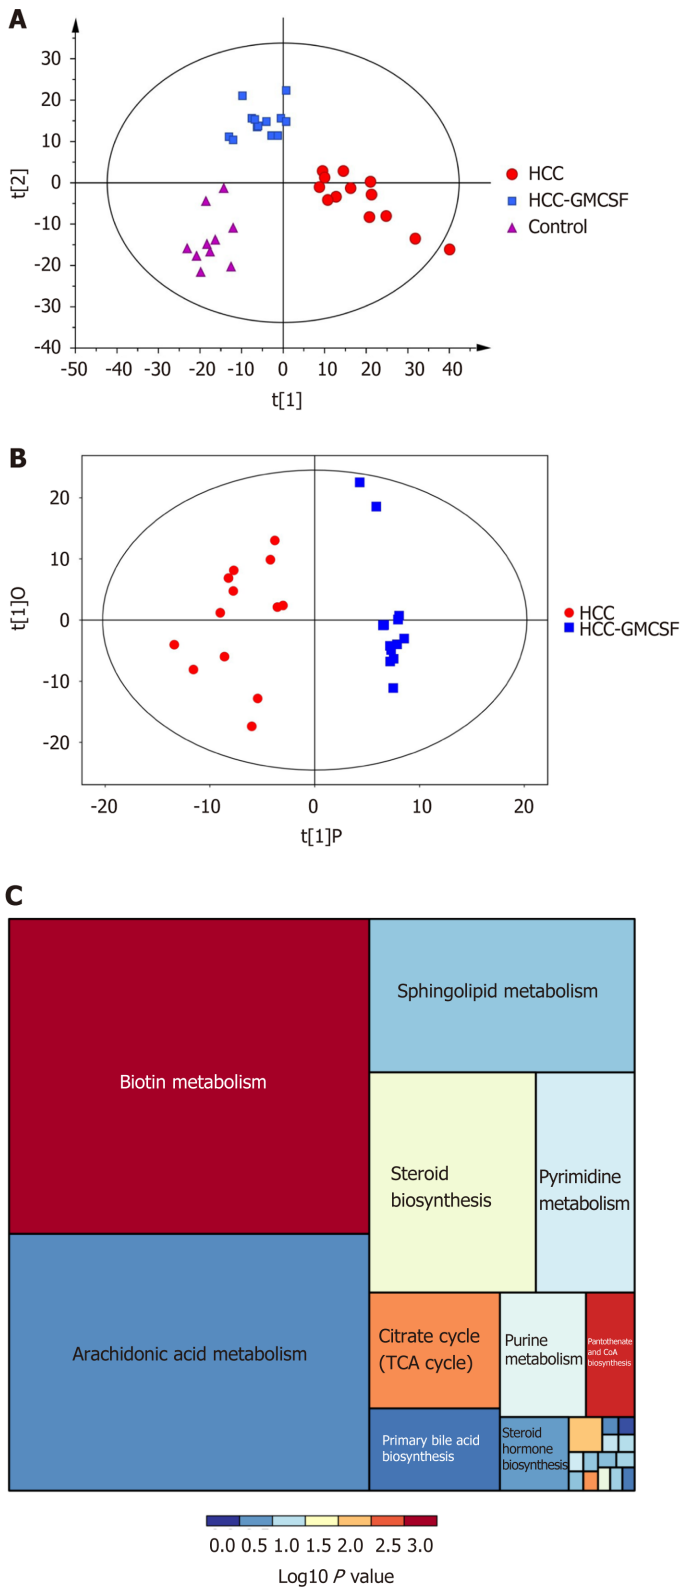 A
30
20
10
0
-10
-20
-30
-40
t[2]
-50 -40 -30 -20 -10 0 10 20 30 40
t[1]
HCC
HCC-GMCSF
Control
B
20
10
0
-10
-20
t[1]O
-20 -10 0 10 20
t[1]P
HCC
HCC-GMCSF
C
Biotin metabolism
Sphingolipid metabolism
Steroid
biosynthesis
Pyrimidine
metabolism
Arachidonic acid metabolism
Citrate cycle
(TCA cycle)
Purine
metabolism
Pantothenate
and CoA
biosynthesis
Primary bile acid
biosynthesis
Steroid
hormone
biosynthesis
0.0 0.5 1.0 1.5 2.0 2.5 3.0
Log10 P value